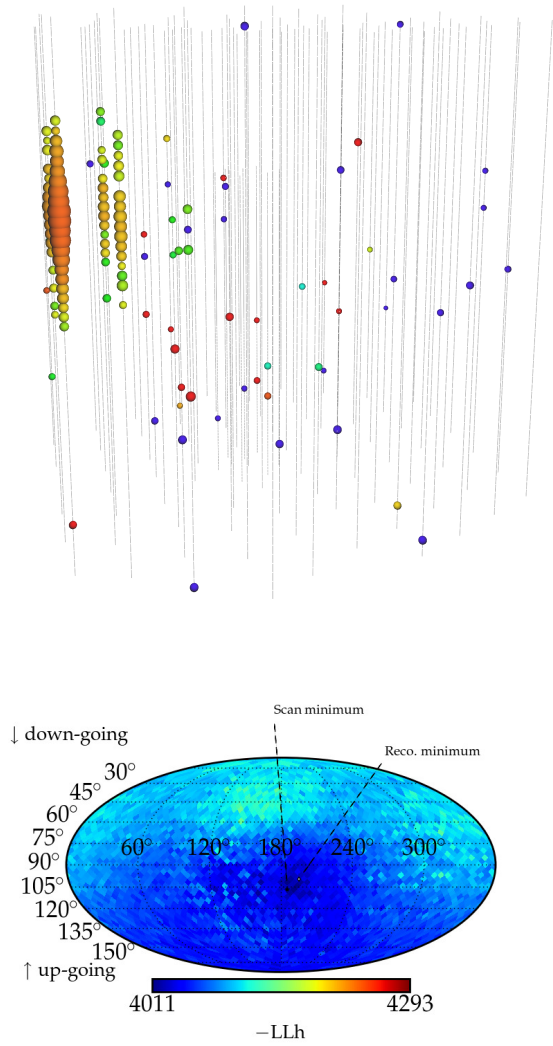 Scan minimum
↓ down-going
Reco. minimum
30°
45°
60°
75°
60° 120° 180° 240° 300°
90°
105°
120°
135°
150°
↑ up-going
4011 4293
−LLh